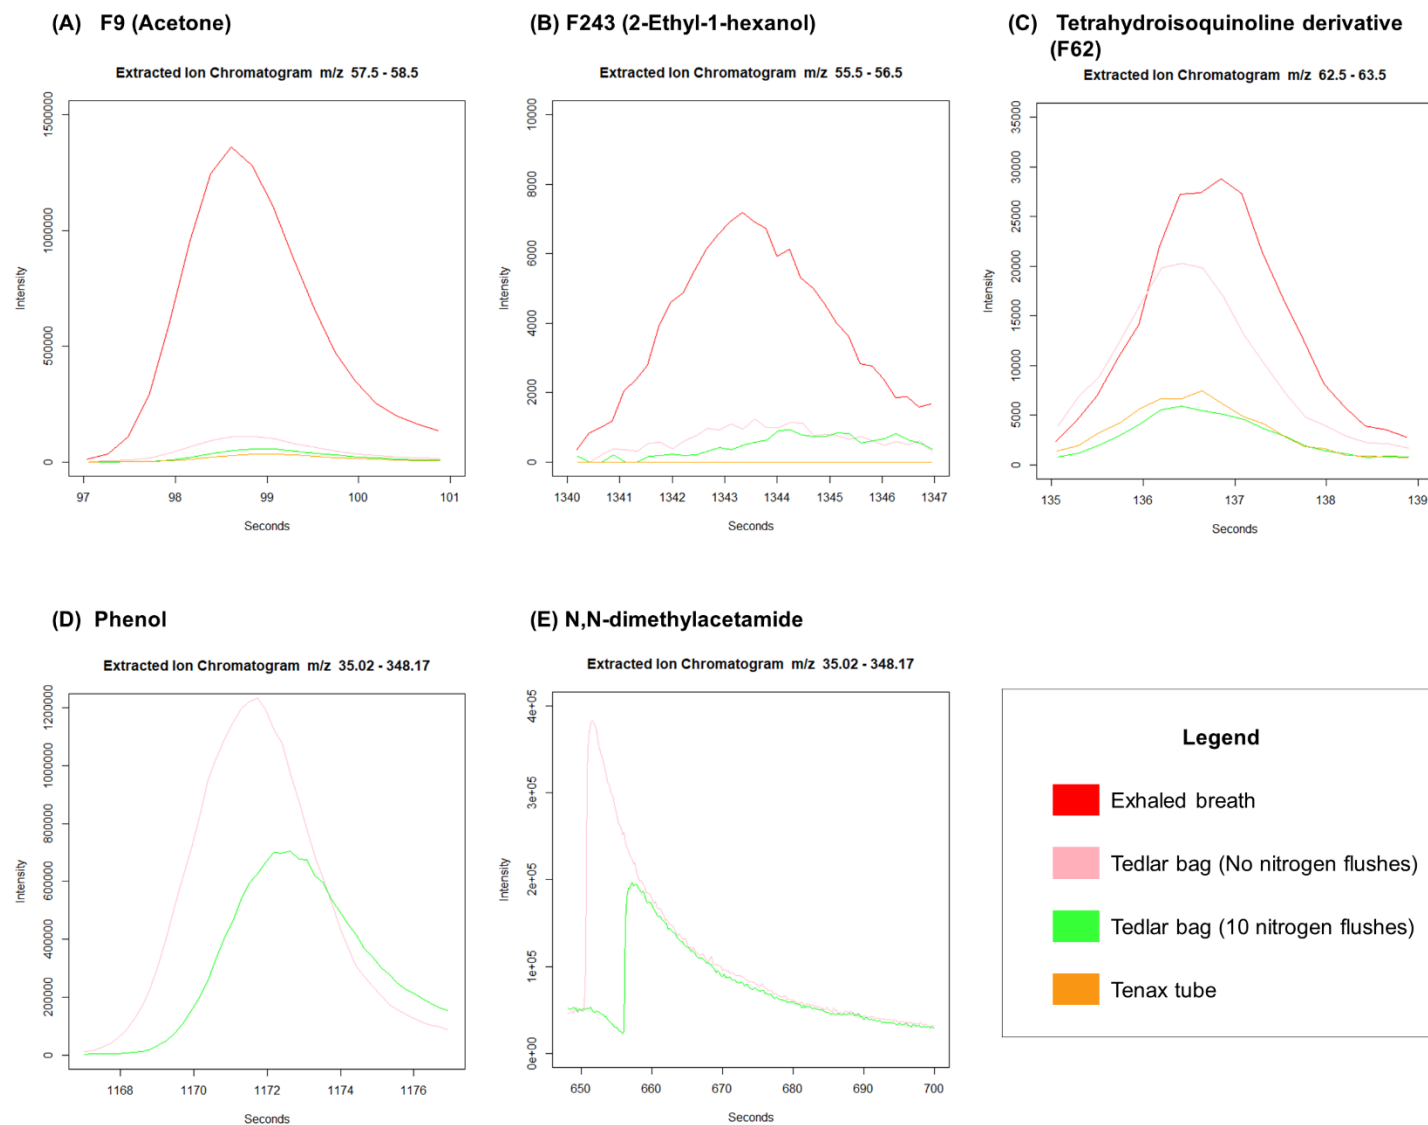 (A) F9 (Acetone)
Extracted Ion Chromatogram m/z 57.5 - 58.5
Intensity
1500000
1000000
500000
0
97 98 99 100 101
Seconds
(B) F243 (2-Ethyl-1-hexanol)
Extracted Ion Chromatogram m/z 55.5 - 56.5
Intensity
10000
8000
6000
4000
2000
0
1340 1341 1342 1343 1344 1345 1346 1347
Seconds
(C) Tetrahydroisoquinoline derivative
(F62)
Extracted Ion Chromatogram m/z 62.5 - 63.5
Intensity
35000
30000
25000
20000
15000
10000
5000
0
135 136 137 138 139
Seconds
(D) Phenol
Extracted Ion Chromatogram m/z 35.02 - 348.17
Intensity
1200000
1000000
800000
600000
400000
200000
0
1168 1170 1172 1174 1176
Seconds
(E) N,N-dimethylacetamide
Extracted Ion Chromatogram m/z 35.02 - 348.17
Intensity
4e+05
3e+05
2e+05
1e+05
0e+00
650 660 670 680 690 700
Seconds
Legend
Exhaled breath
Tedlar bag (No nitrogen flushes)
Tedlar bag (10 nitrogen flushes)
Tenax tube